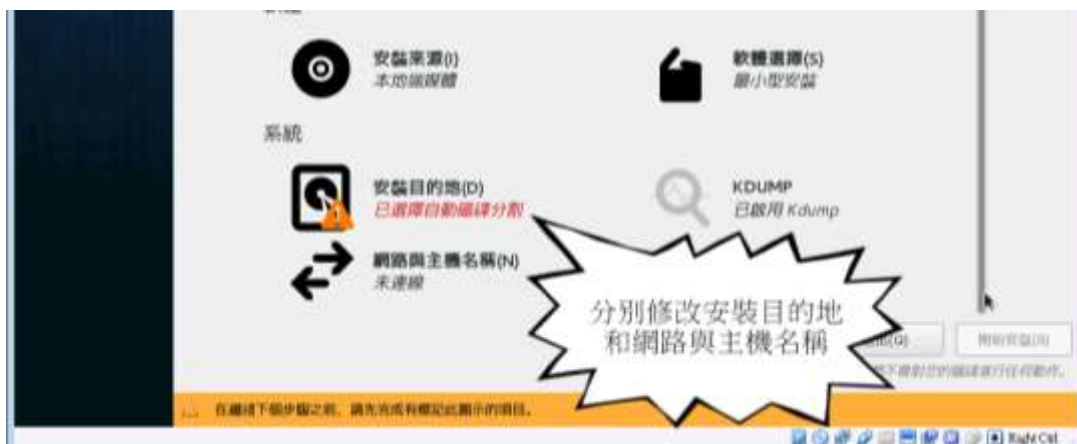 安裝來源(I)
本地端媒體
軟體選擇(S)
最小型安裝
系統
安裝目的地(D)
已選擇自動磁碟分割
KDUMP
已啟用 Kdump
網路與主機名稱(N)
未連線
分別修改安裝目的地
和網路與主機名稱
開始安裝(B)
在繼續下個步驟之前，請先完成有標記此圖示的項目。
Right Ctrl